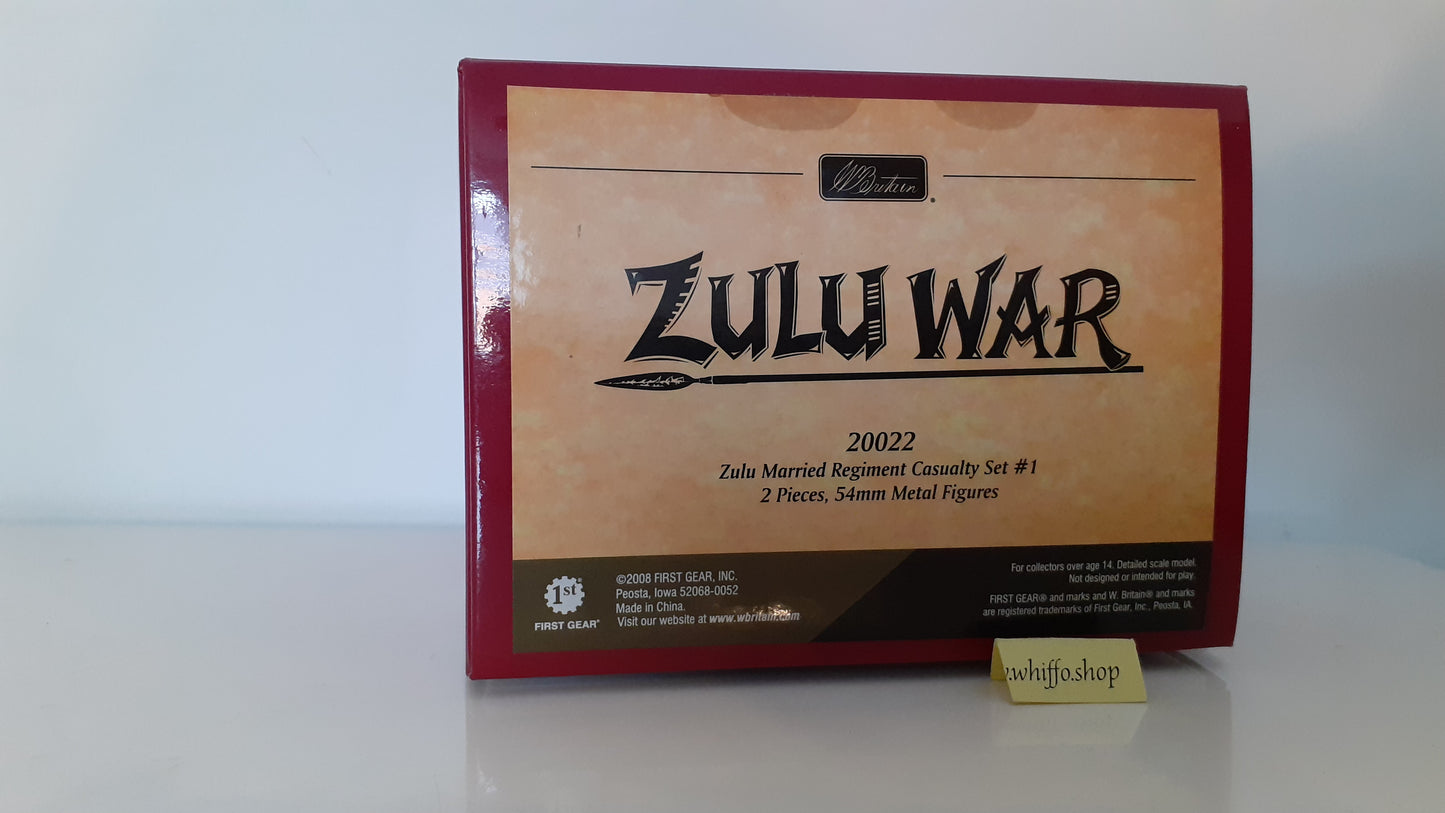 W Britain
ZULU WAR
20022
Zulu Married Regiment Casualty Set #1
2 Pieces, 54mm Metal Figures
1st
FIRST GEAR®
©2008 FIRST GEAR, INC.
Peosta, Iowa 52068-0052
Made in China.
Visit our website at www.wbritain.com
For collectors over age 14. Detailed scale model.
Not designed or intended for play.
FIRST GEAR® and marks and W. Britain® and marks
are registered trademarks of First Gear, Inc., Peosta, IA.
.whiffo.shop